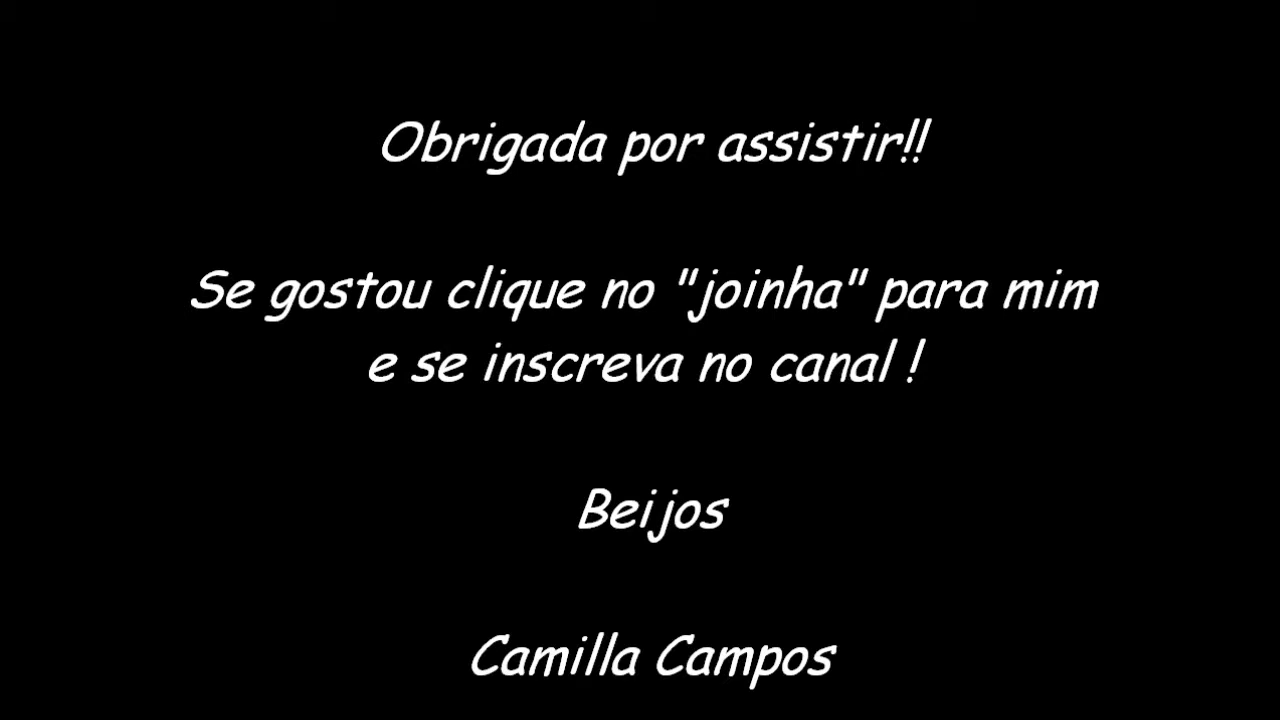 Obrigada por assistir!!
Se gostou clique no "joinha" para mim
e se inscreva no canal !
Beijos
Camilla Campos